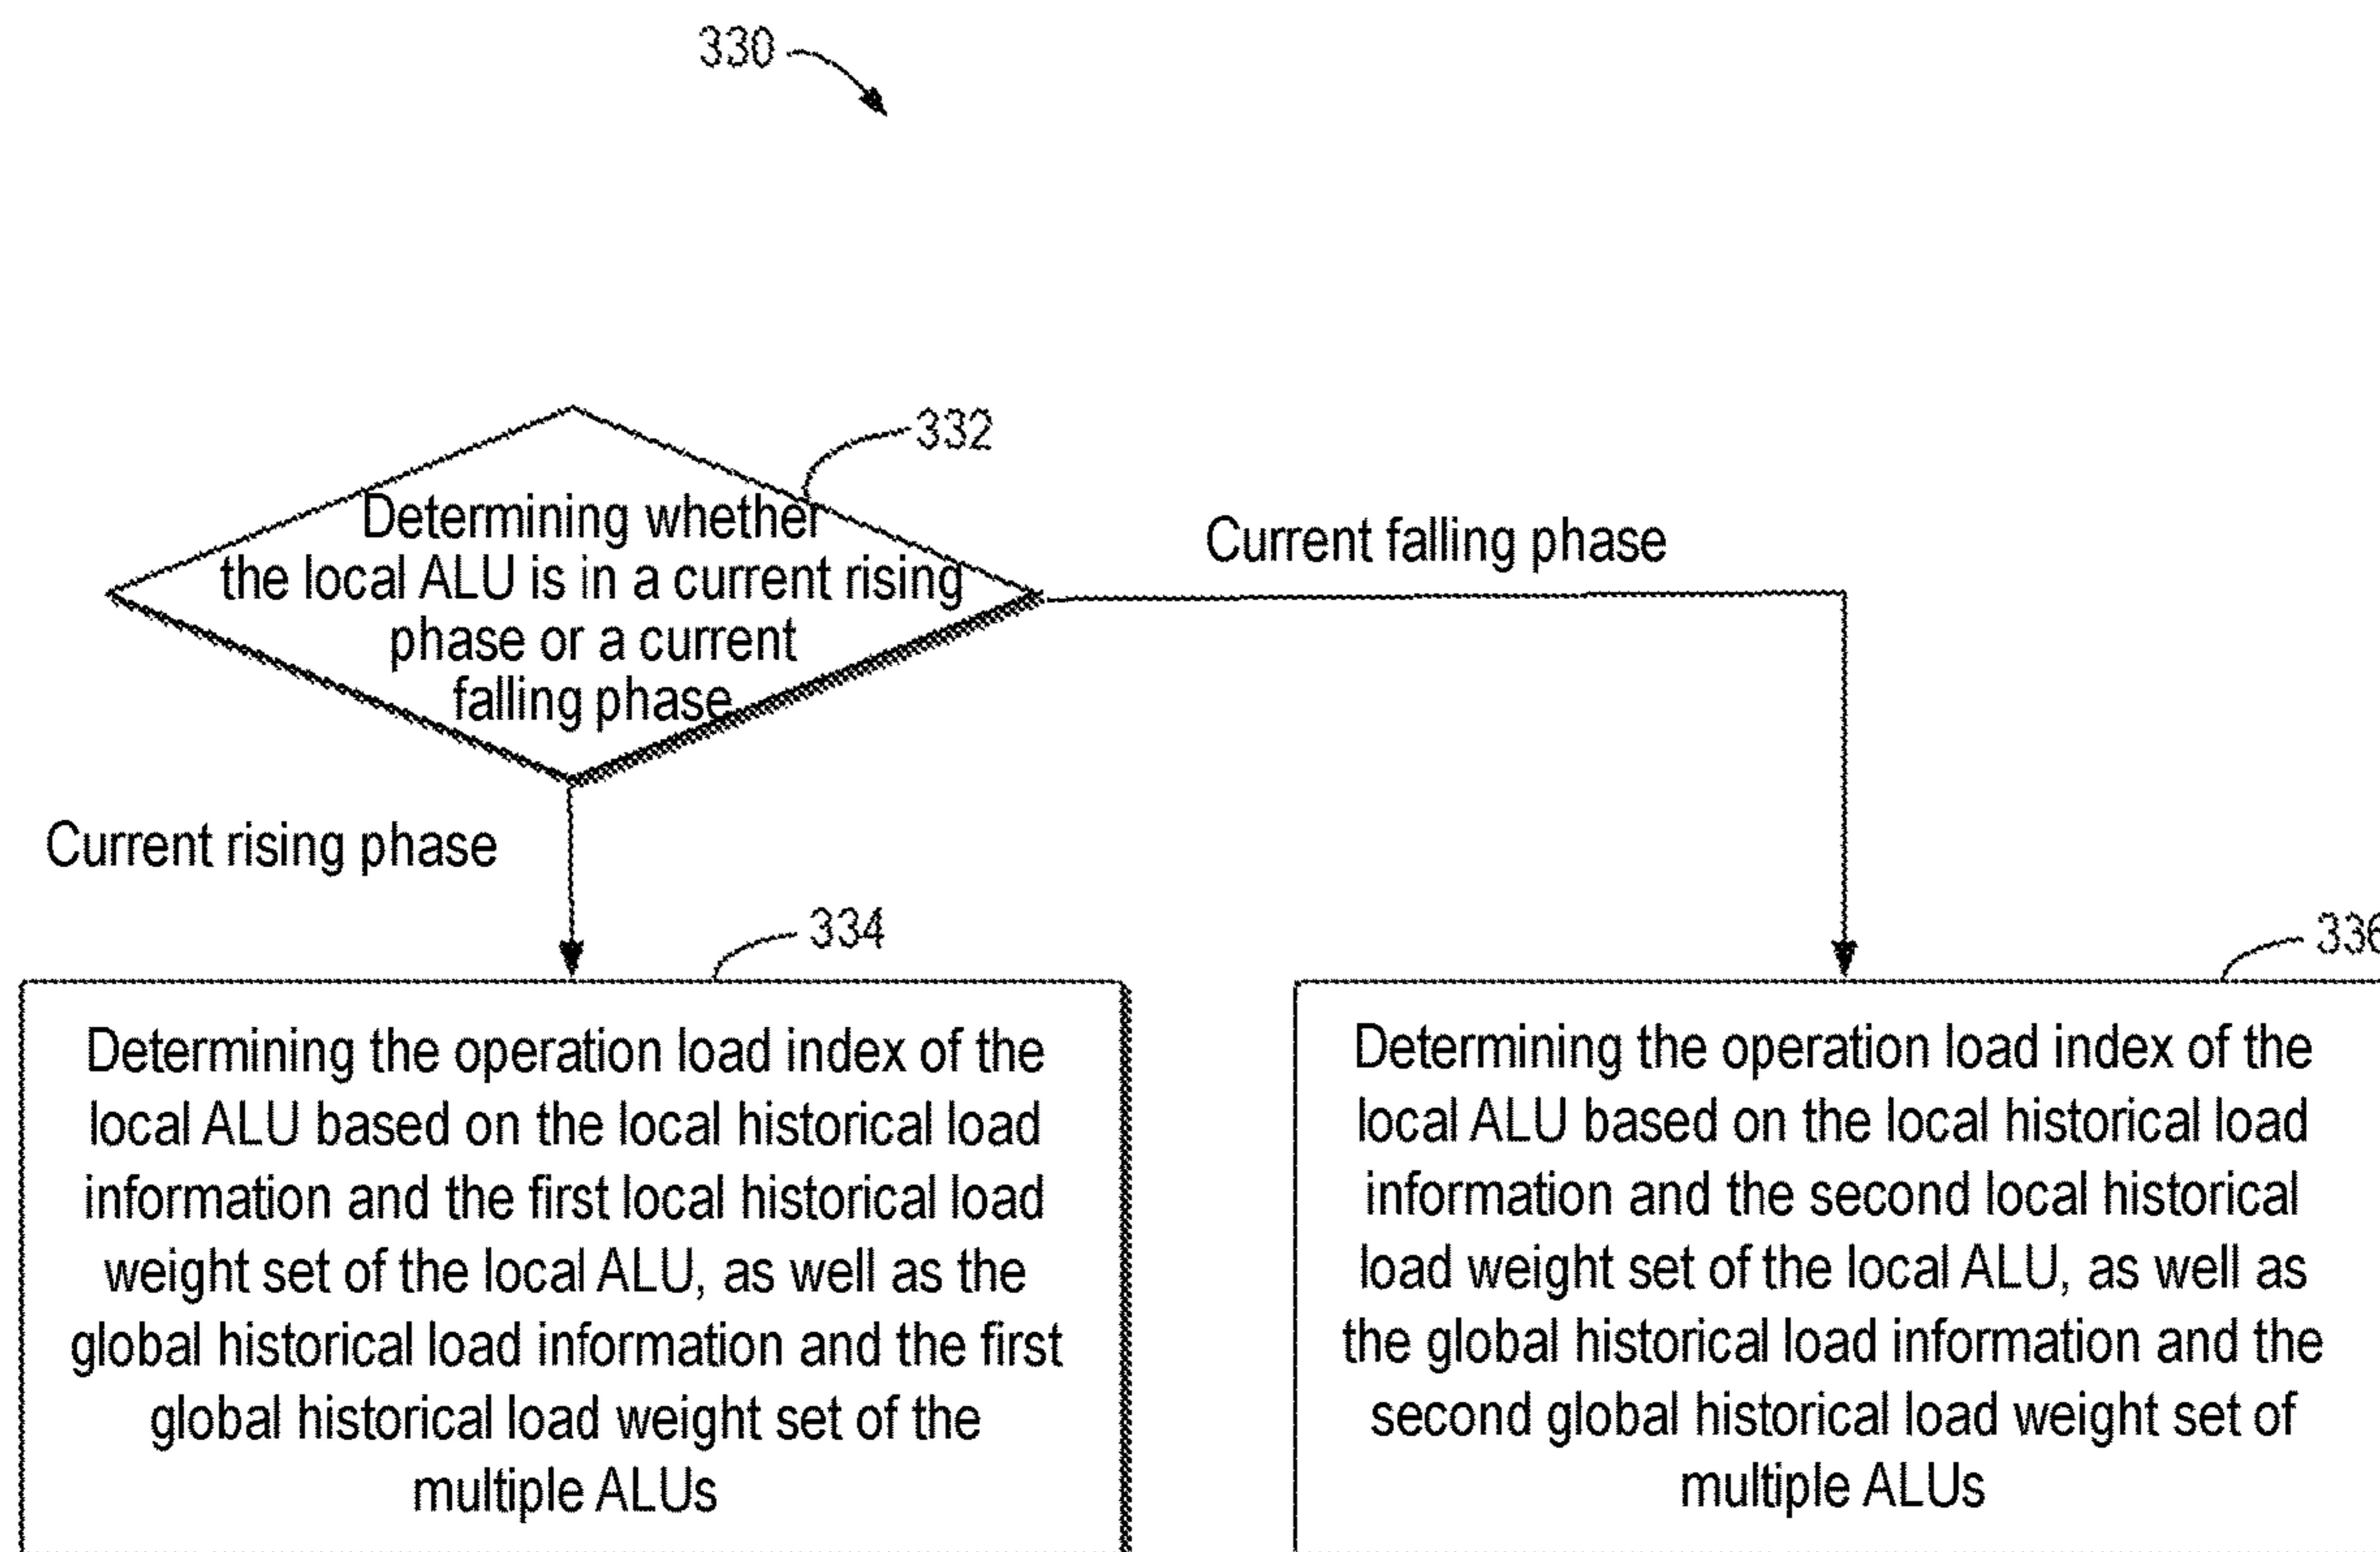 330
332
Determining whether
the local ALU is in a current rising
phase or a current
falling phase
Current falling phase
Current rising phase
334
Determining the operation load index of the
local ALU based on the local historical load
information and the first local historical load
weight set of the local ALU, as well as the
global historical load information and the first
global historical load weight set of the
multiple ALUs
336
Determining the operation load index of the
local ALU based on the local historical load
information and the second local historical
load weight set of the local ALU, as well as
the global historical load information and the
second global historical load weight set of
multiple ALUs